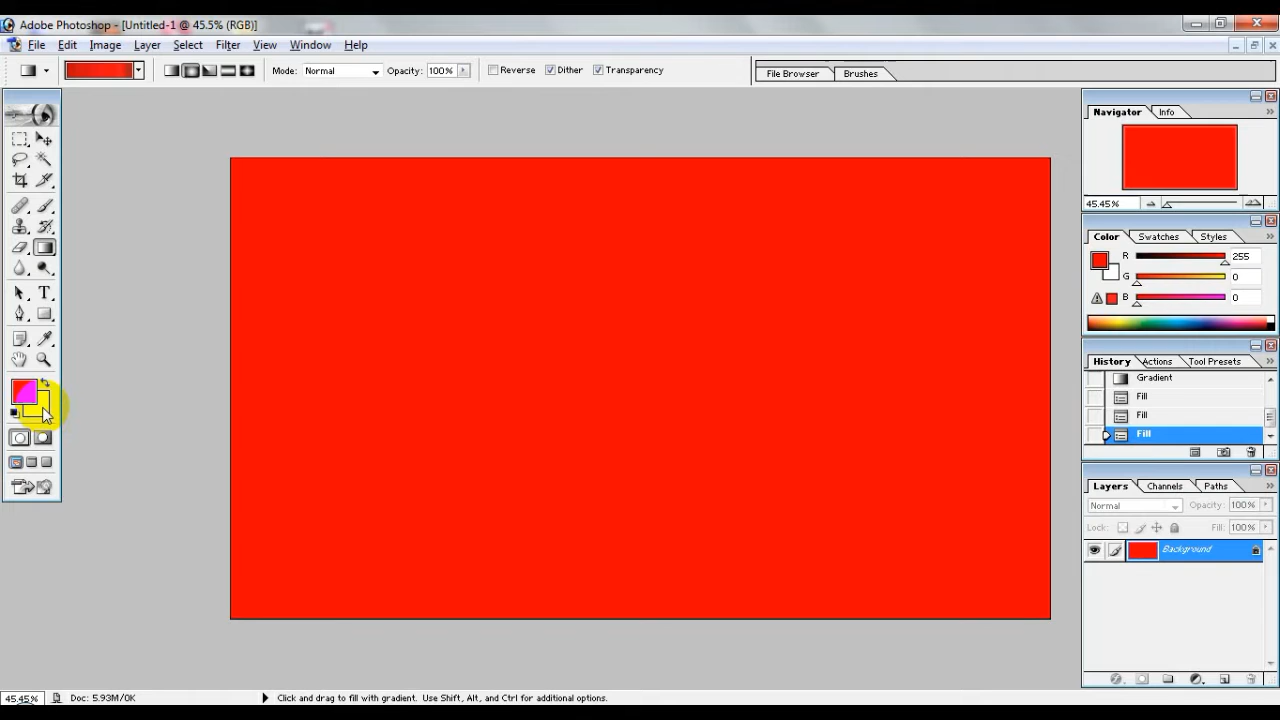 Adobe Photoshop - [Untitled-1 @ 45.5% (RGB)]
File Edit Image Layer Select Filter View Window Help
Mode: Normal Opacity: 100% Reverse Dither Transparency File Browser Brushes
Navigator Info
45.45%
Color Swatches Styles
R 255
G 0
B 0
T
History Actions Tool Presets
Gradient
Fill
Fill
Fill
Layers Channels Paths
Normal Opacity: 100%
Lock: Fill: 100%
Background
45.45% Doc: 5.93M/0K Click and drag to fill with gradient. Use Shift, Alt, and Ctrl for additional options.